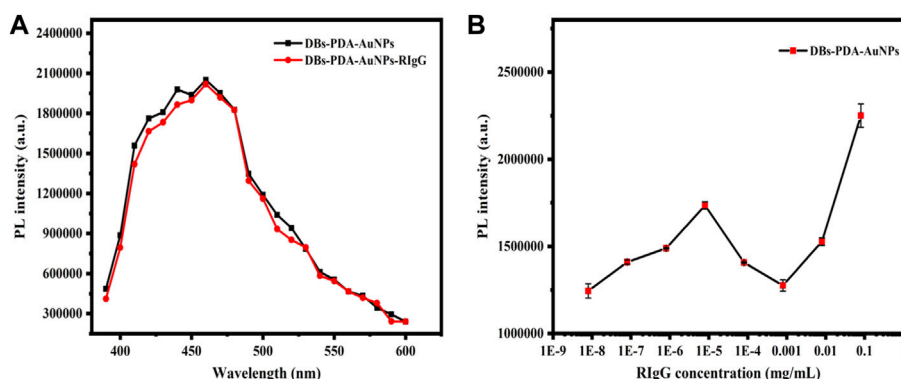 A
2400000
2100000
1800000
1500000
1200000
900000
600000
300000
PL intensity (a.u.)
DBs-PDA-AuNPs
DBs-PDA-AuNPs-RIgG
400 450 500 550 600
Wavelength (nm)
B
2500000
2000000
1500000
1000000
PL intensity (a.u.)
DBs-PDA-AuNPs
1E-9 1E-8 1E-7 1E-6 1E-5 1E-4 0.001 0.01 0.1
RIgG concentration (mg/mL)